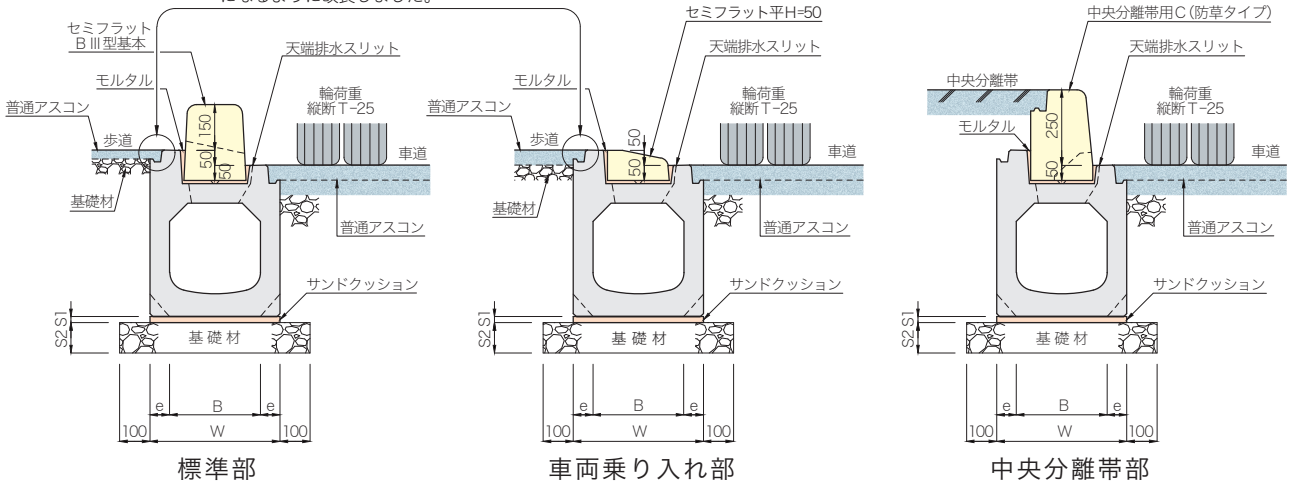 になるように改良しました。
セミフラット
BⅢ型基本
天端排水スリット
モルタル
普通アスコン
歩道
輪荷重
縦断T-25
車道
150
50
50
基礎材
普通アスコン
サンドクッション
S2 S1
基礎材
e B e
100 W 100
標準部
セミフラット平H=50
天端排水スリット
モルタル
普通アスコン
歩道
輪荷重
縦断T-25
車道
50
50
基礎材
普通アスコン
サンドクッション
S2 S1
基礎材
e B e
100 W 100
車両乗り入れ部
中央分離帯用C(防草タイプ)
天端排水スリット
中央分離帯
輪荷重
縦断T-25
モルタル
車道
250
50
普通アスコン
サンドクッション
S2 S1
基礎材
e B e
100 W 100
中央分離帯部